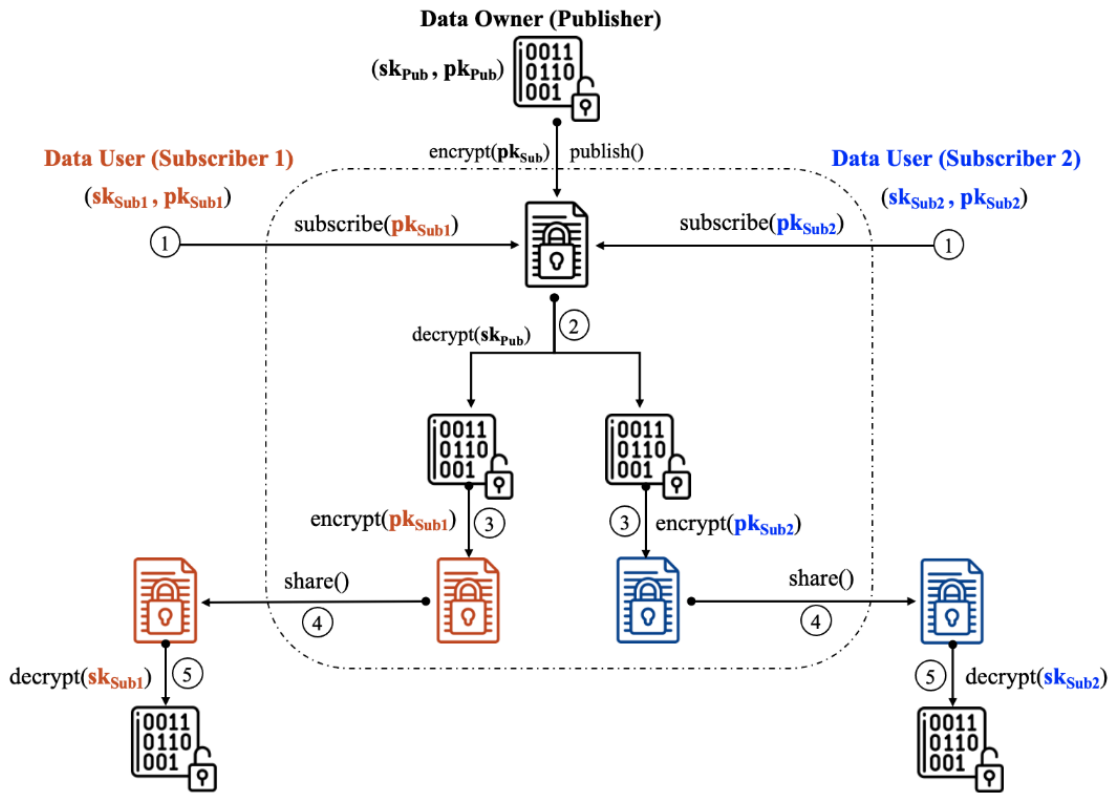 Data Owner (Publisher)
(skPub , pkPub)
0011
0110
001
encrypt(pkSub) publish()
Data User (Subscriber 1)
(skSub1 , pkSub1)
Data User (Subscriber 2)
(skSub2 , pkSub2)
1
subscribe(pkSub1)
subscribe(pkSub2)
1
2
decrypt(skPub)
0011
0110
001
0011
0110
001
encrypt(pkSub1)
3
3
encrypt(pkSub2)
share()
4
share()
4
decrypt(skSub1)
5
5
decrypt(skSub2)
0011
0110
001
0011
0110
001